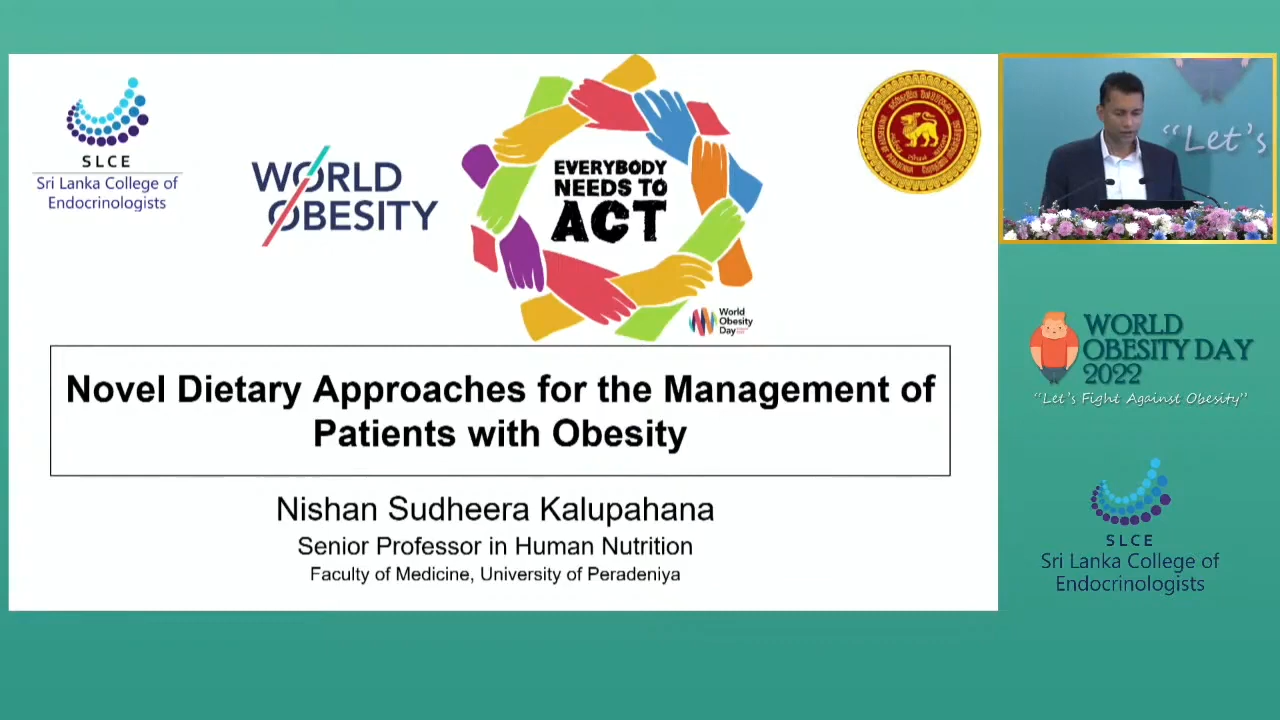 SLCE
Sri Lanka College of
Endocrinologists
WORLD
OBESITY
EVERYBODY
NEEDS TO
ACT
World
Obesity
Day
Novel Dietary Approaches for the Management of
Patients with Obesity
Nishan Sudheera Kalupahana
Senior Professor in Human Nutrition
Faculty of Medicine, University of Peradeniya
"Let's
WORLD
OBESITY DAY
2022
"Let's Fight Against Obesity"
SLCE
Sri Lanka College of
Endocrinologists